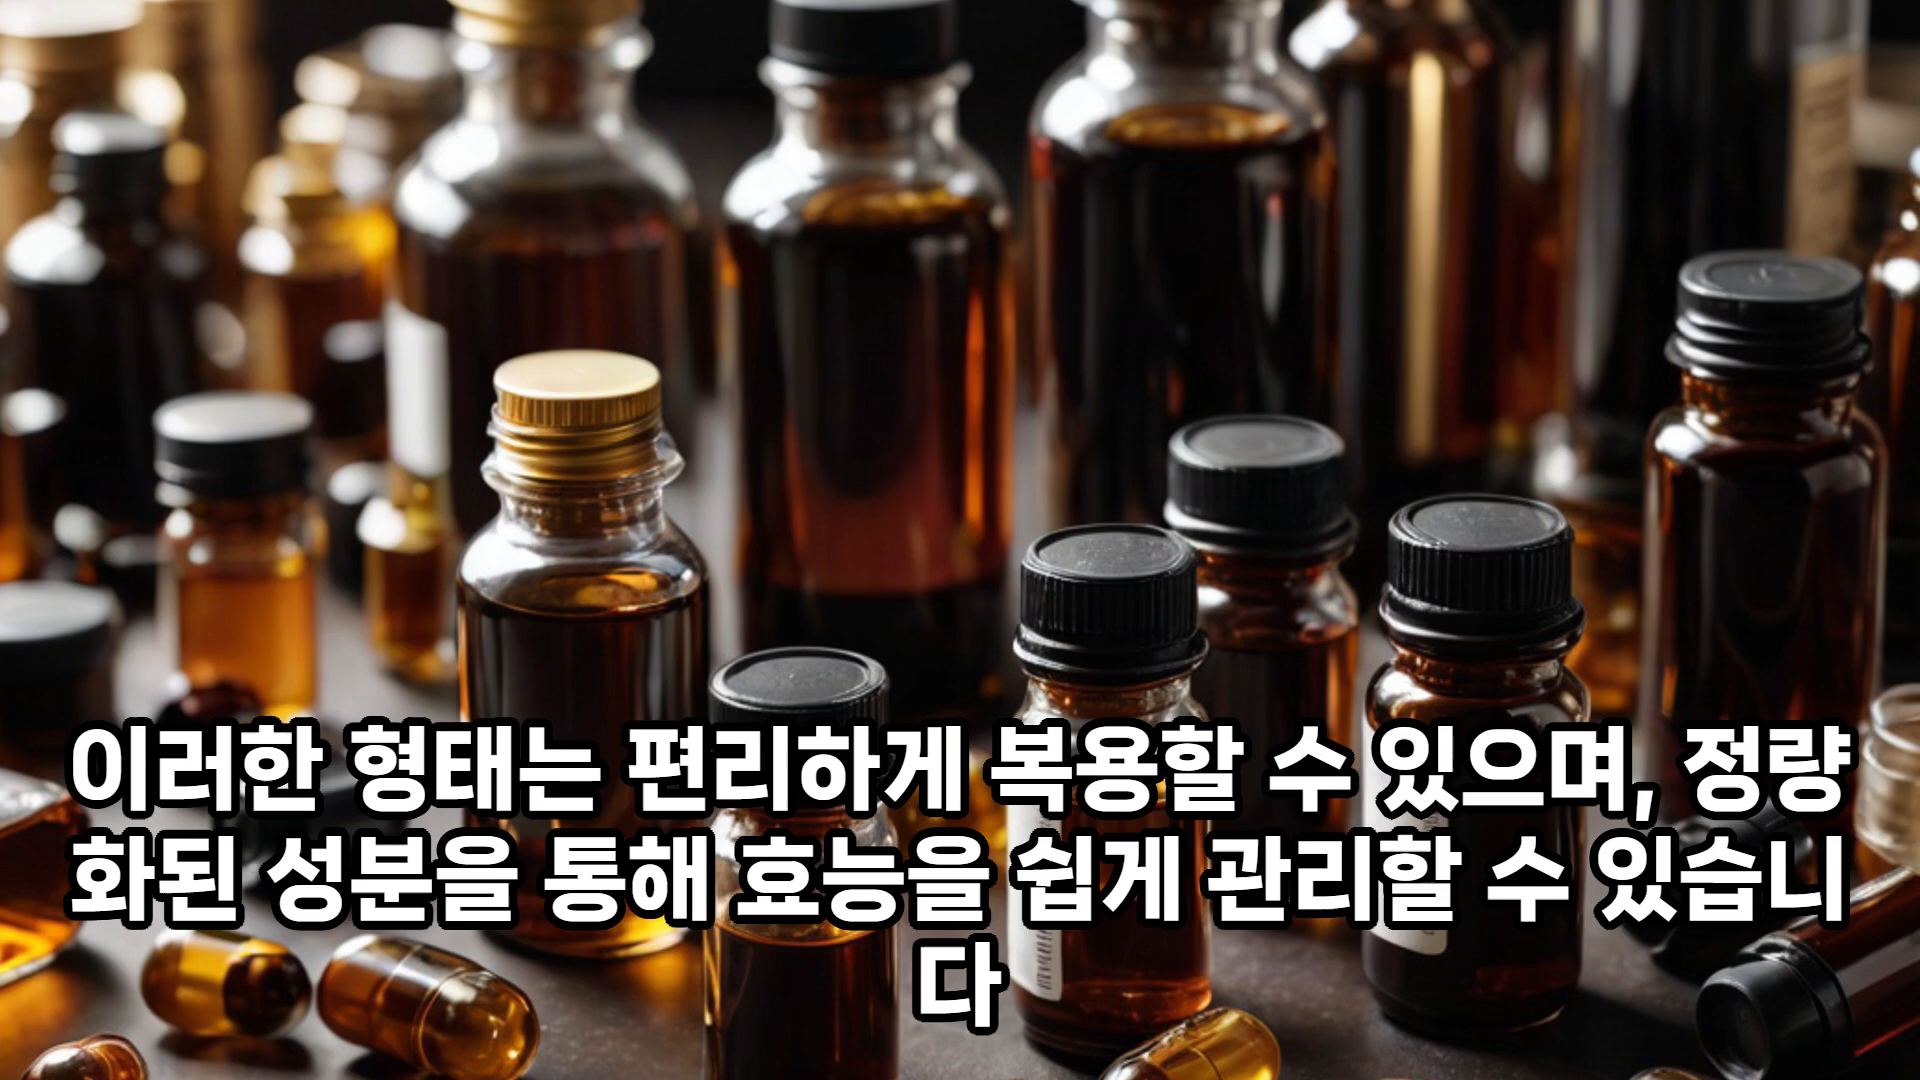 이러한 형태는 편리하게 복용할 수 있으며, 정량
화된 성분을 통해 효능을 쉽게 관리할 수 있습니
다